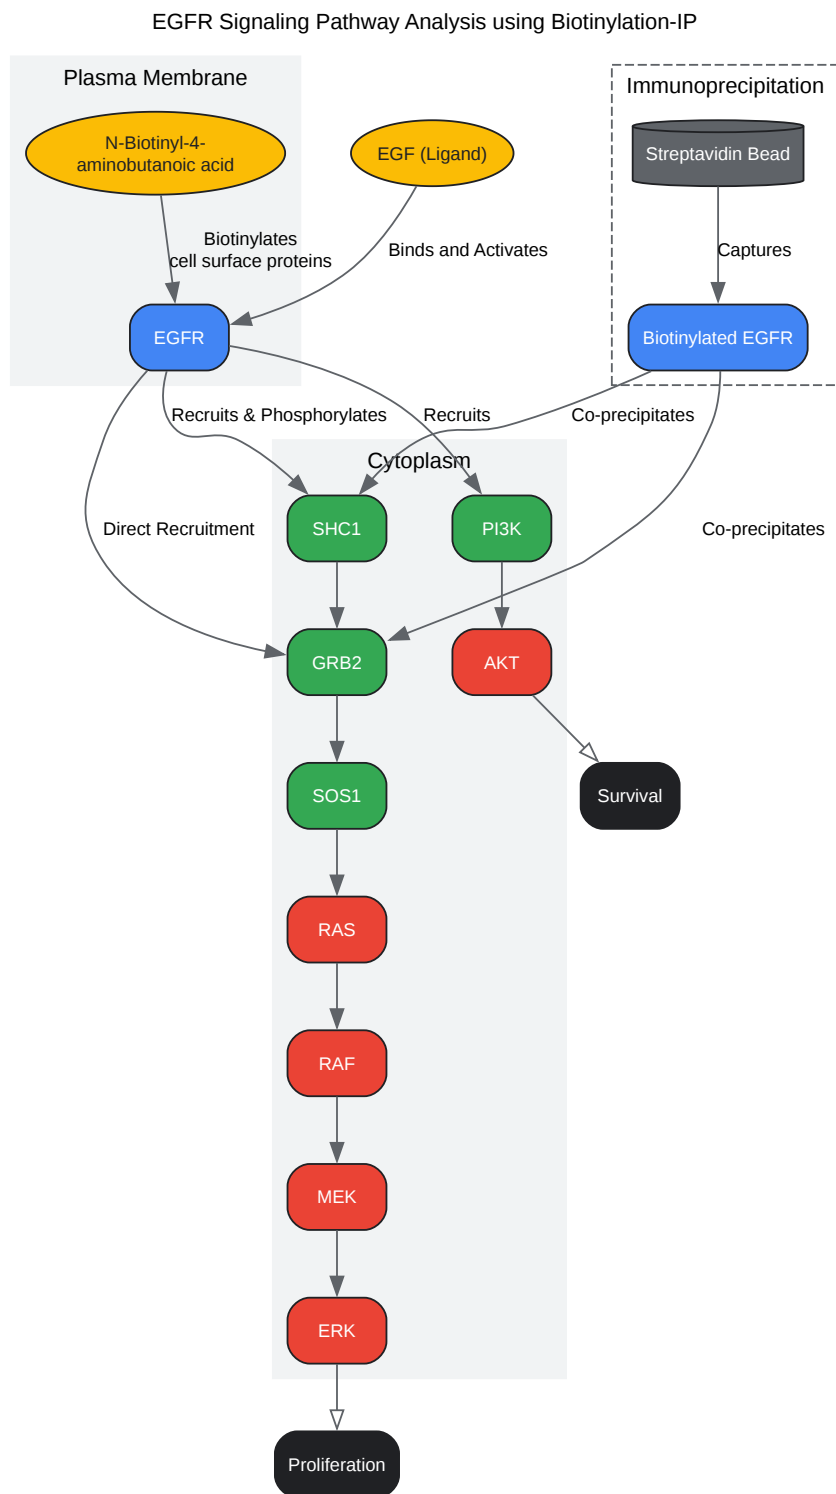 EGFR Signaling Pathway Analysis using Biotinylation-IP
Plasma Membrane
Immunoprecipitation
N-Biotinyl-4-
aminobutanoic acid
EGF (Ligand)
Streptavidin Bead
Biotinylates
cell surface proteins
Binds and Activates
Captures
EGFR
Biotinylated EGFR
Recruits & Phosphorylates
Recruits
Co-precipitates
Cytoplasm
SHC1
PI3K
Direct Recruitment
Co-precipitates
GRB2
AKT
SOS1
Survival
RAS
RAF
MEK
ERK
Proliferation